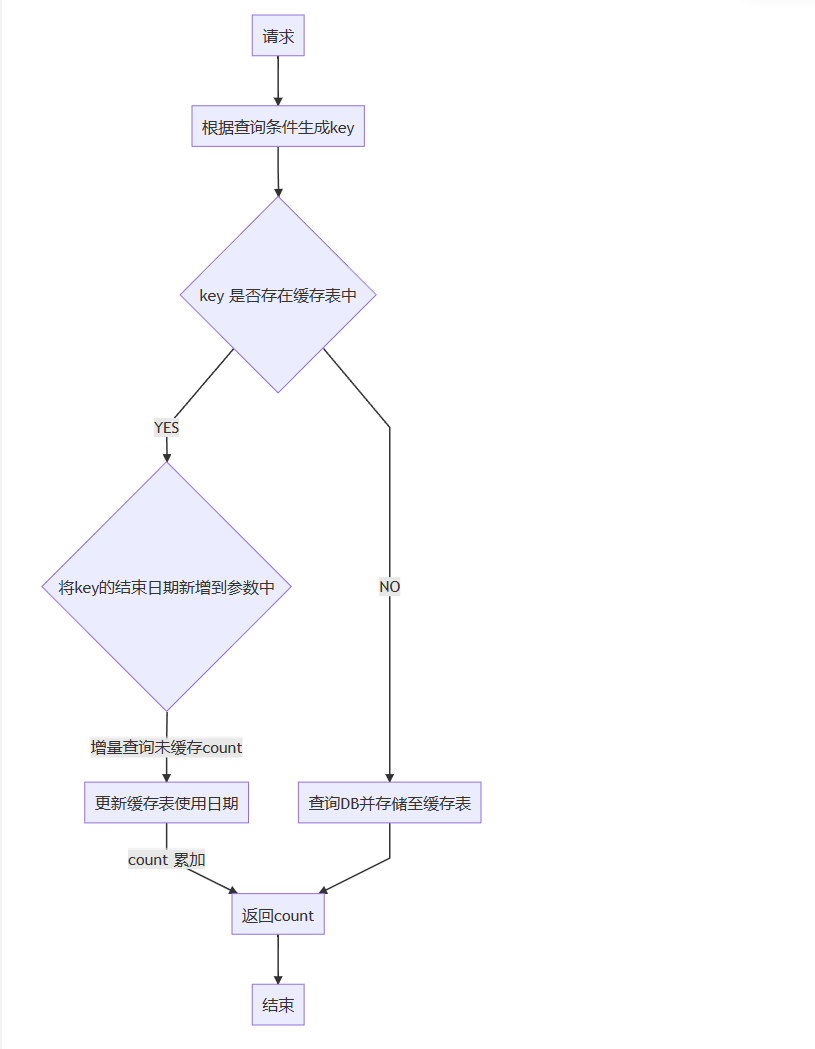 请求
根据查询条件生成key
key 是否存在缓存表中
YES
将key的结束日期新增到参数中
NO
增量查询未缓存count
更新缓存表使用日期
查询DB并存储至缓存表
count 累加
返回count
结束